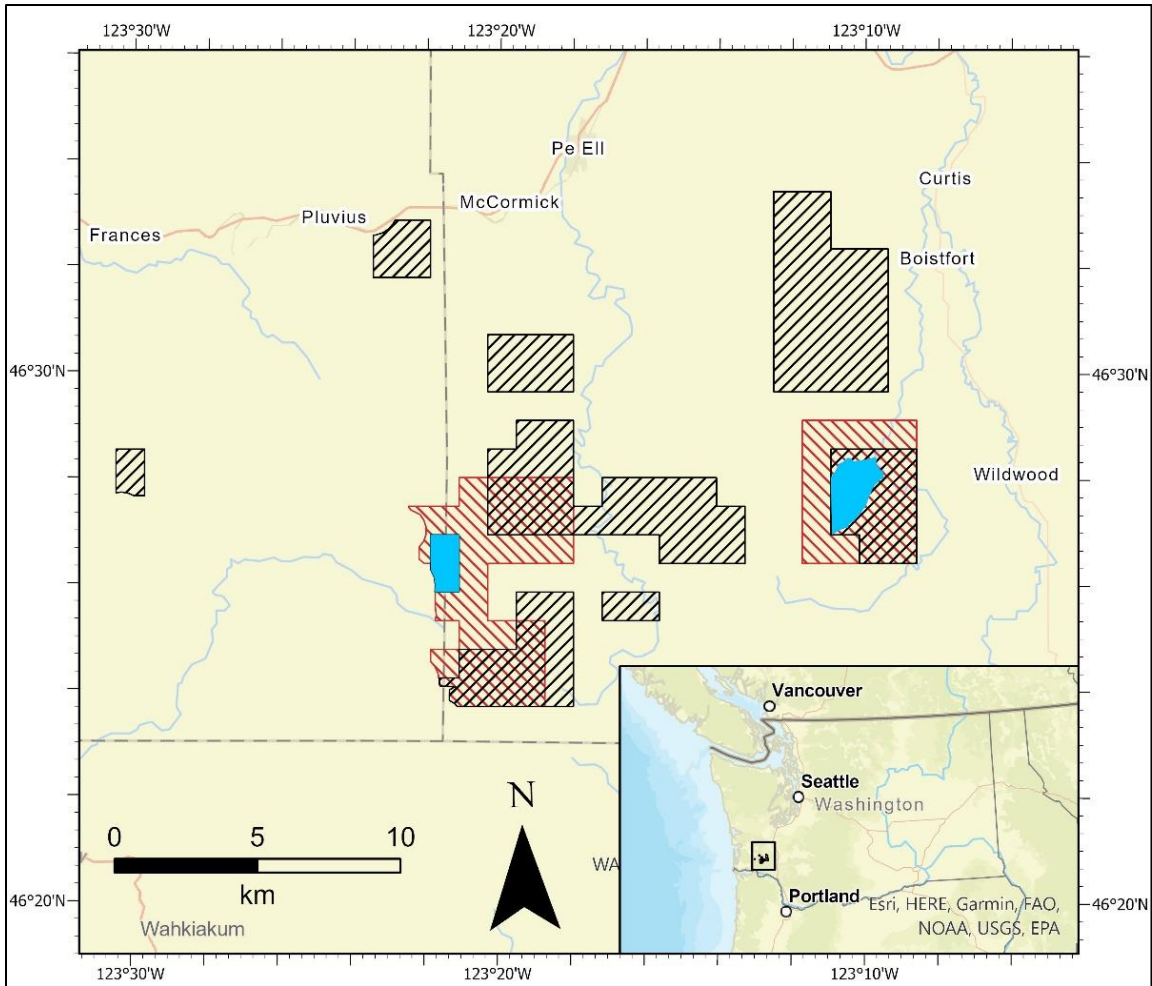 123°30'W 123°20'W 123°10'W
Pe Ell
Curtis
McCormick
Pluvius
Frances
Boistfort
46°30'N 46°30'N
Wildwood
Vancouver
Seattle
Washington
N
0 5 10
km
WA
Portland
46°20'N 46°20'N
Esri, HERE, Garmin, FAO,
NOAA, USGS, EPA
Wahkiakum
123°30'W 123°20'W 123°10'W